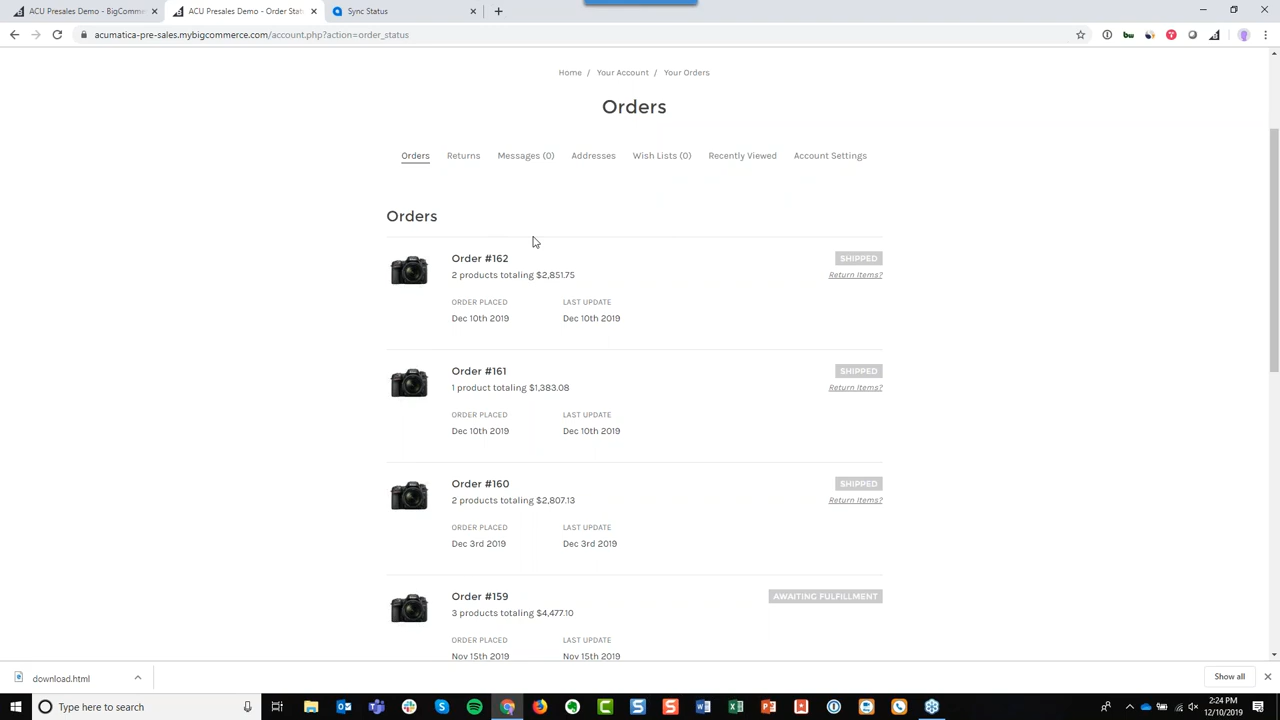 ACU Presales Demo - BigComme
ACU Presales Demo - Order Stat
Sync Status
acumatica-pre-sales.mybigcommerce.com/account.php?action=order_status
Home / Your Account / Your Orders
Orders
Orders Returns Messages (0) Addresses Wish Lists (0) Recently Viewed Account Settings
Orders
Order #162
SHIPPED
2 products totaling $2,851.75
Return Items?
ORDER PLACED LAST UPDATE
Dec 10th 2019 Dec 10th 2019
Order #161
SHIPPED
1 product totaling $1,383.08
Return Items?
ORDER PLACED LAST UPDATE
Dec 10th 2019 Dec 10th 2019
Order #160
SHIPPED
2 products totaling $2,807.13
Return Items?
ORDER PLACED LAST UPDATE
Dec 3rd 2019 Dec 3rd 2019
Order #159
AWAITING FULFILLMENT
3 products totaling $4,477.10
ORDER PLACED LAST UPDATE
Nov 15th 2019 Nov 15th 2019
download.html
Show all
Type here to search
2:24 PM
12/10/2019